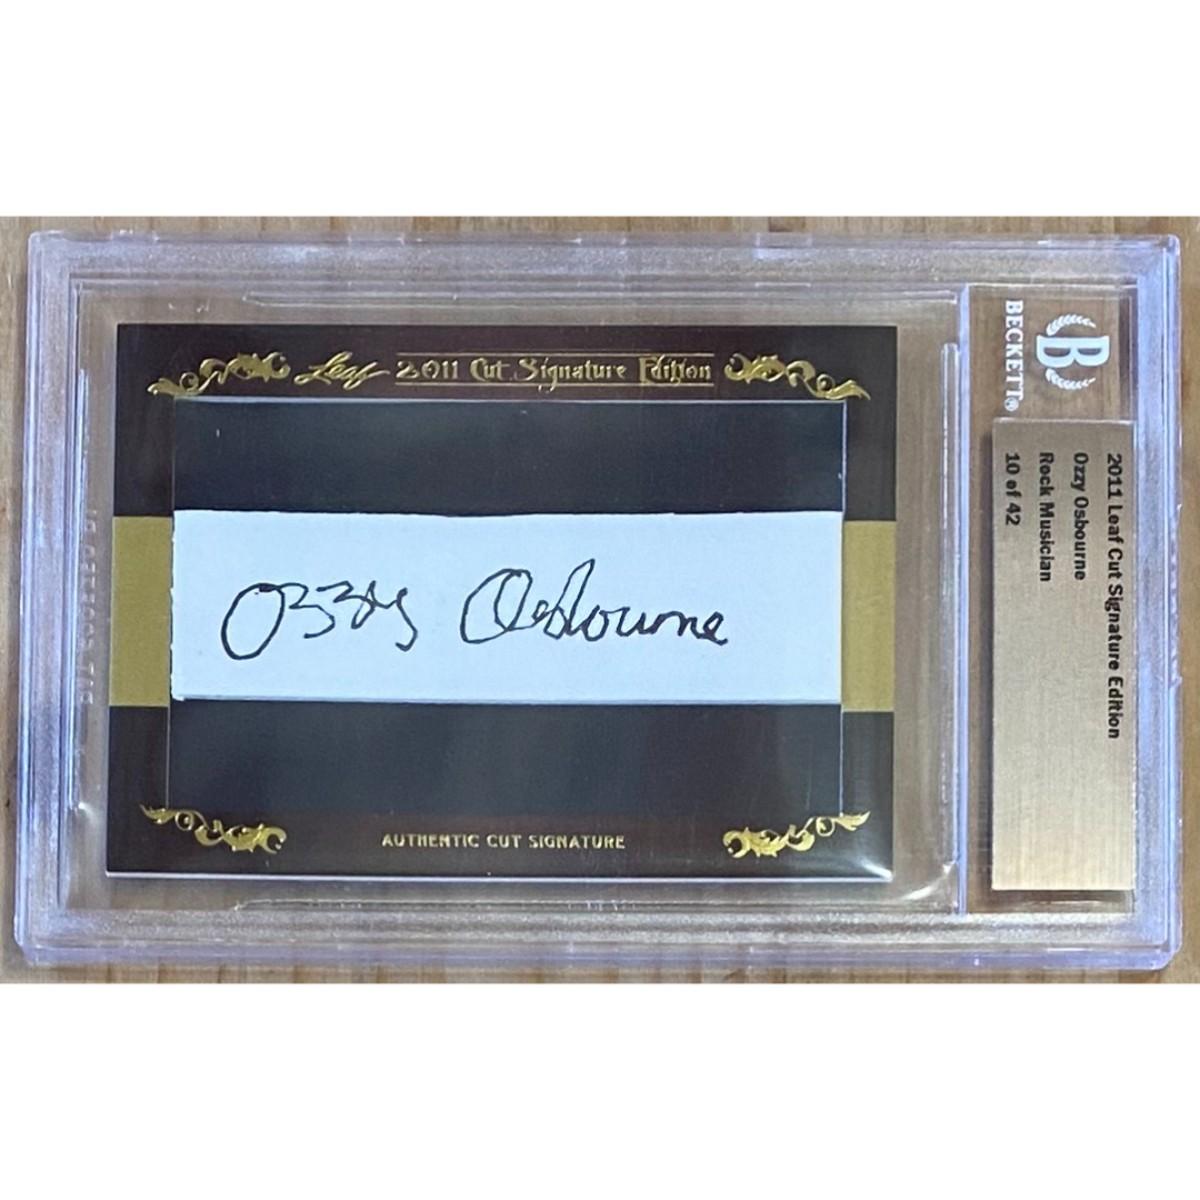 Leaf 2011 Cut Signature Edition
Ozzy Osbourne
AUTHENTIC CUT SIGNATURE
B
BECKETT®
2011 Leaf Cut Signature Edition
Ozzy Osbourne
Rock Musician
10 of 42